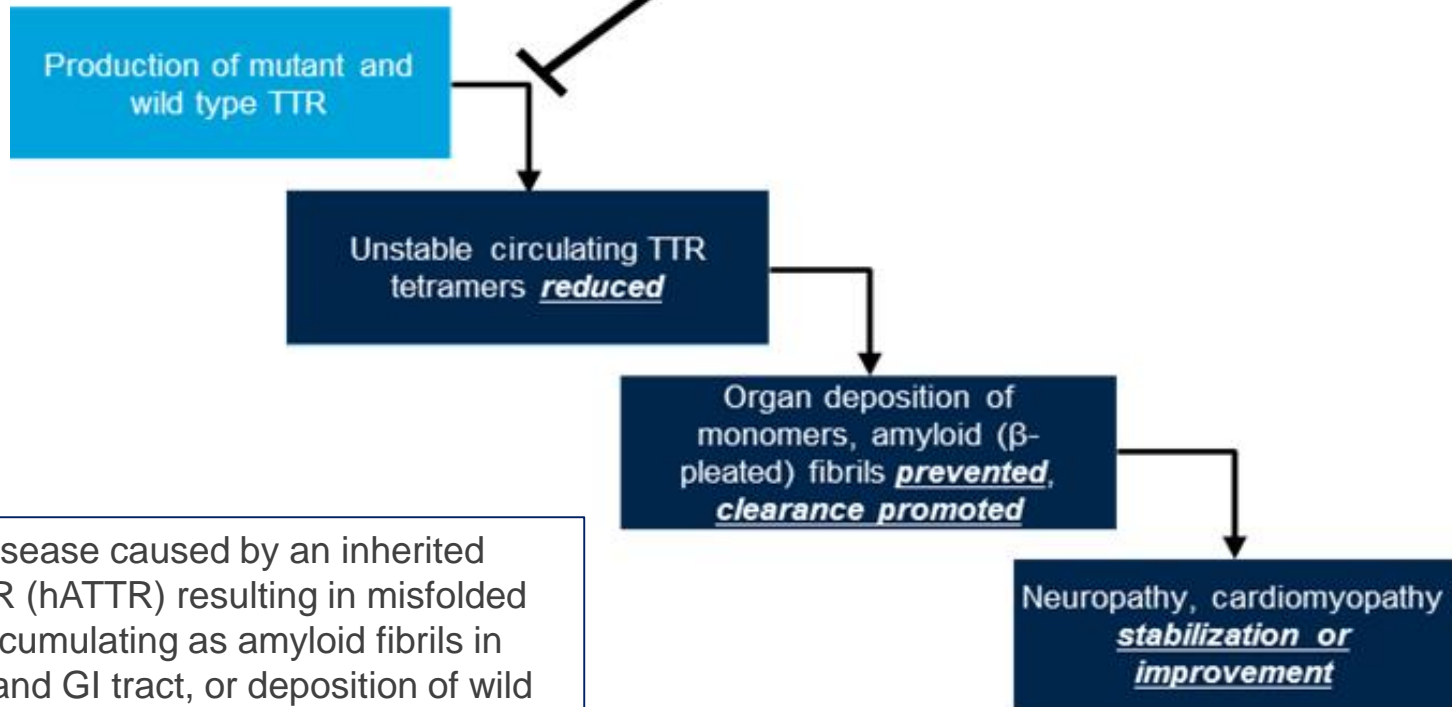 Production of mutant and
wild type TTR
Unstable circulating TTR
tetramers reduced
Organ deposition of
monomers, amyloid (β-
pleated) fibrils prevented,
clearance promoted
Neuropathy, cardiomyopathy
stabilization or
improvement
sease caused by an inherited
R (hATTR) resulting in misfolded
cumulating as amyloid fibrils in
and GI tract, or deposition of wild